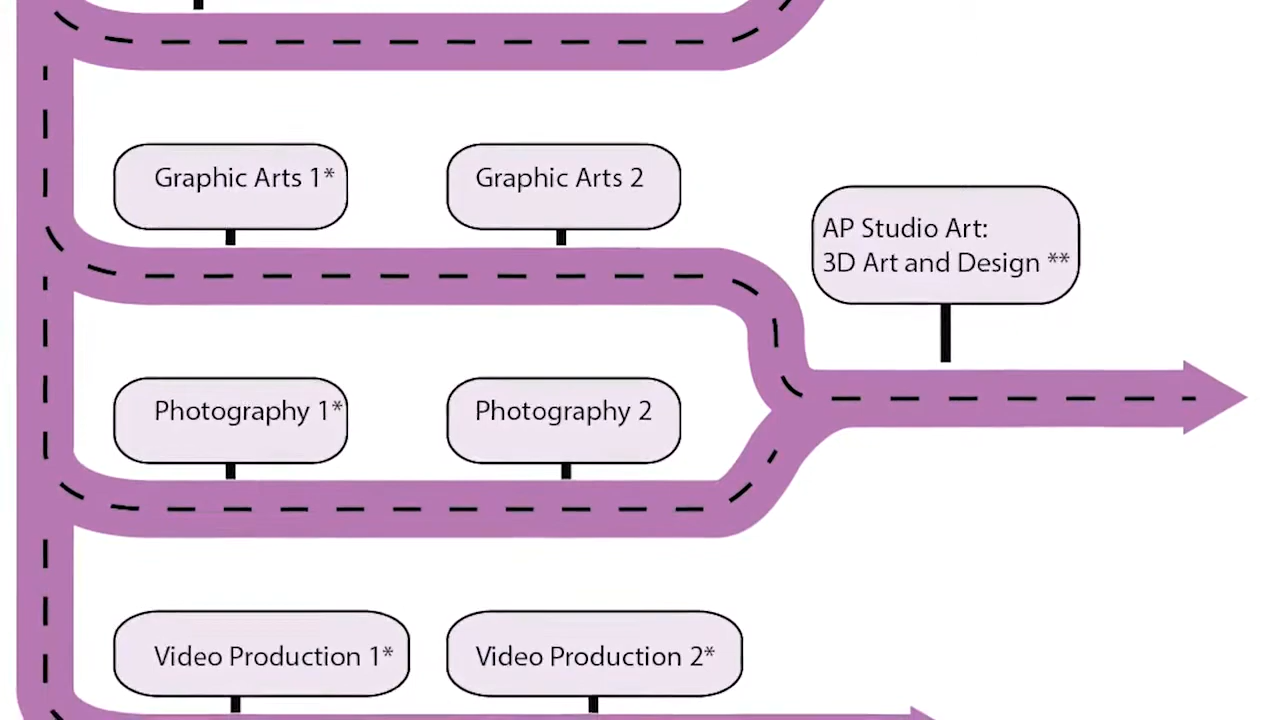 Graphic Arts 1*
Graphic Arts 2
AP Studio Art:
3D Art and Design **
Photography 1*
Photography 2
Video Production 1*
Video Production 2*